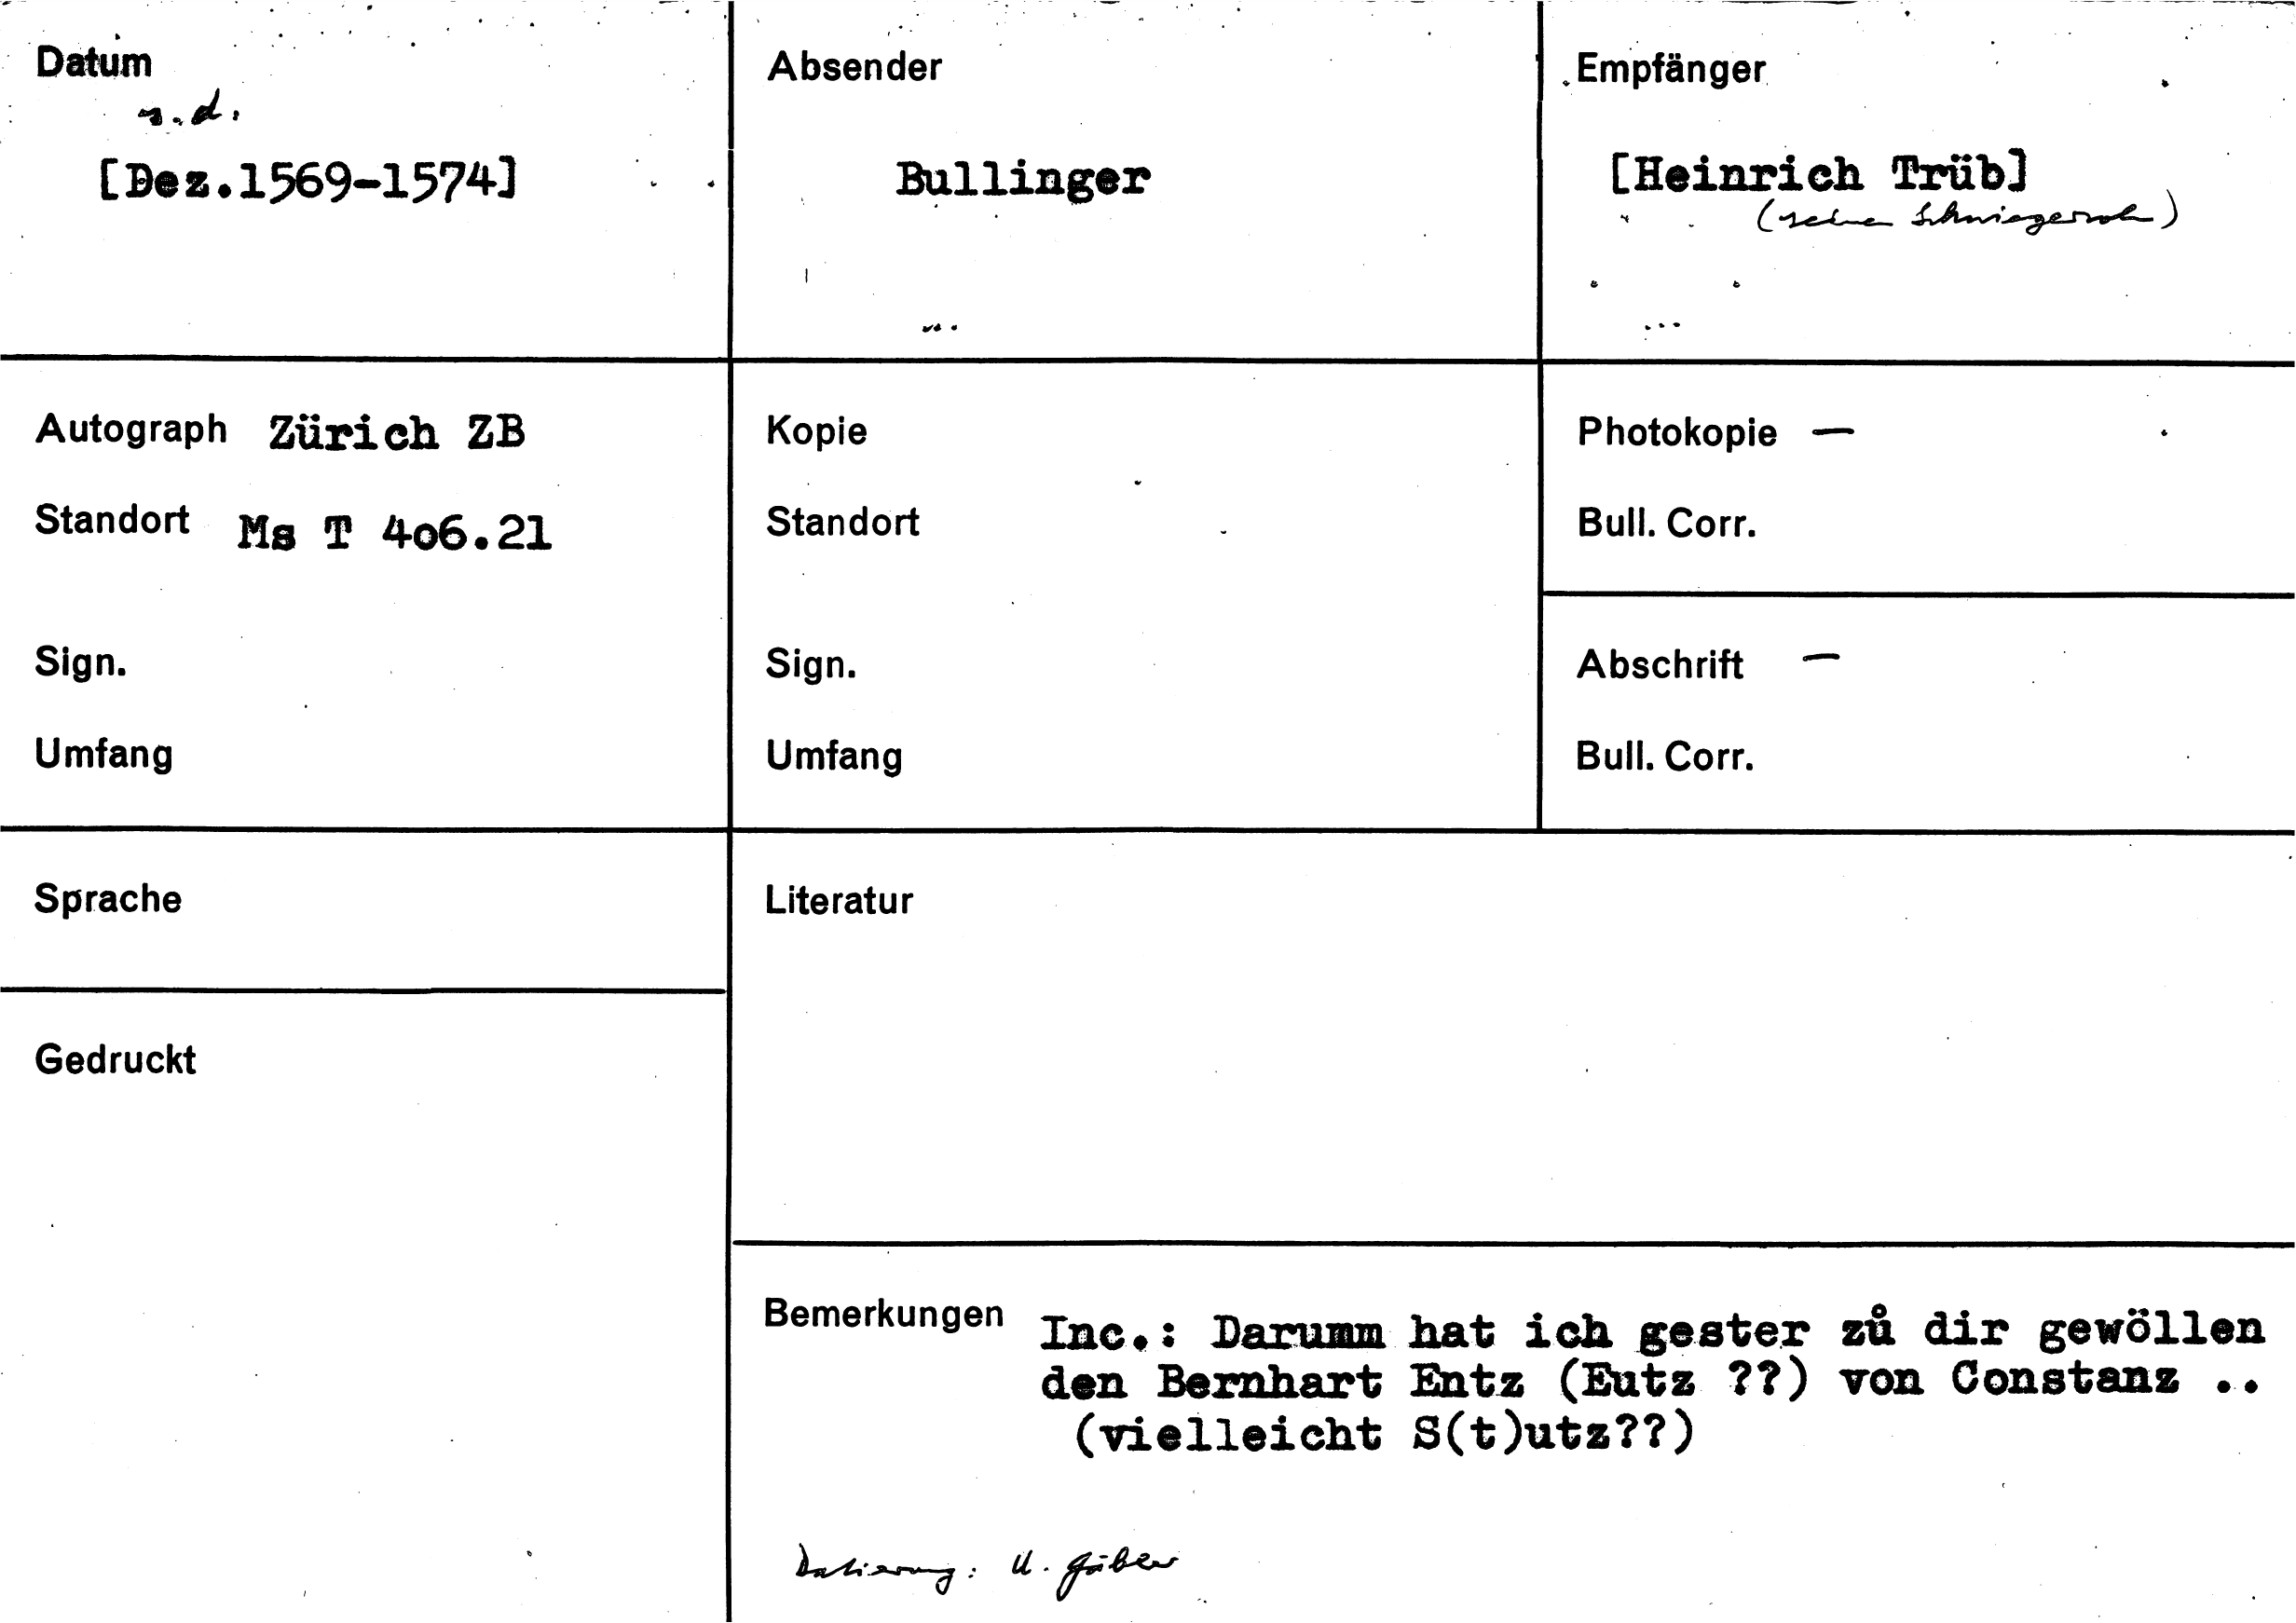 Datum
s.d.
[Dez.1569-1574]
Absender
Bullinger
Empfänger
[Heinrich Trüb]
(seinen Schwiegersohn)
Autograph Zürich ZB
Standort Ms T 4o6.21
Sign.
Umfang
Kopie
Standort
Sign.
Umfang
Photokopie —
Bull. Corr.
Abschrift —
Bull. Corr.
Sprache
Gedruckt
Literatur
Bemerkungen Inc.: Darumm hat ich gester zů dir gewöllen
den Bernhart Entz (Eutz ??) von Constanz ..
(vielleicht S(t)utz??)
Datierung: U. Gäbler